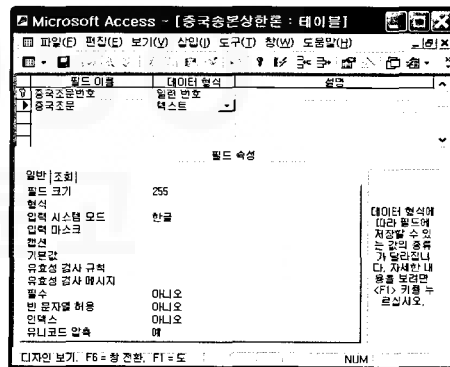 Microsoft Access - [중국송본상한론 : 테이블]
파일(F) 편집(E) 보기(V) 삽입(I) 도구(T) 창(W) 도움말(H)
필드 이름 데이터 형식 설명
중국조문번호 일련 번호
중국조문 텍스트
필드 속성
일반 조회
필드 크기 255
형식
입력 시스템 모드 한글
입력 마스크
캡션
기본값
유효성 검사 규칙
유효성 검사 메시지
필수 아니오
빈 문자열 허용 아니오
인덱스 아니오
유니코드 압축 예
데이터 형식에
따라 필드에
저장할 수 있
는 값의 종류
가 달라집니
다. 자세한 내
용을 보려면
<F1> 키를 누
르십시오.
디자인 보기. F6 = 창 전환. F1 = 도 NUM